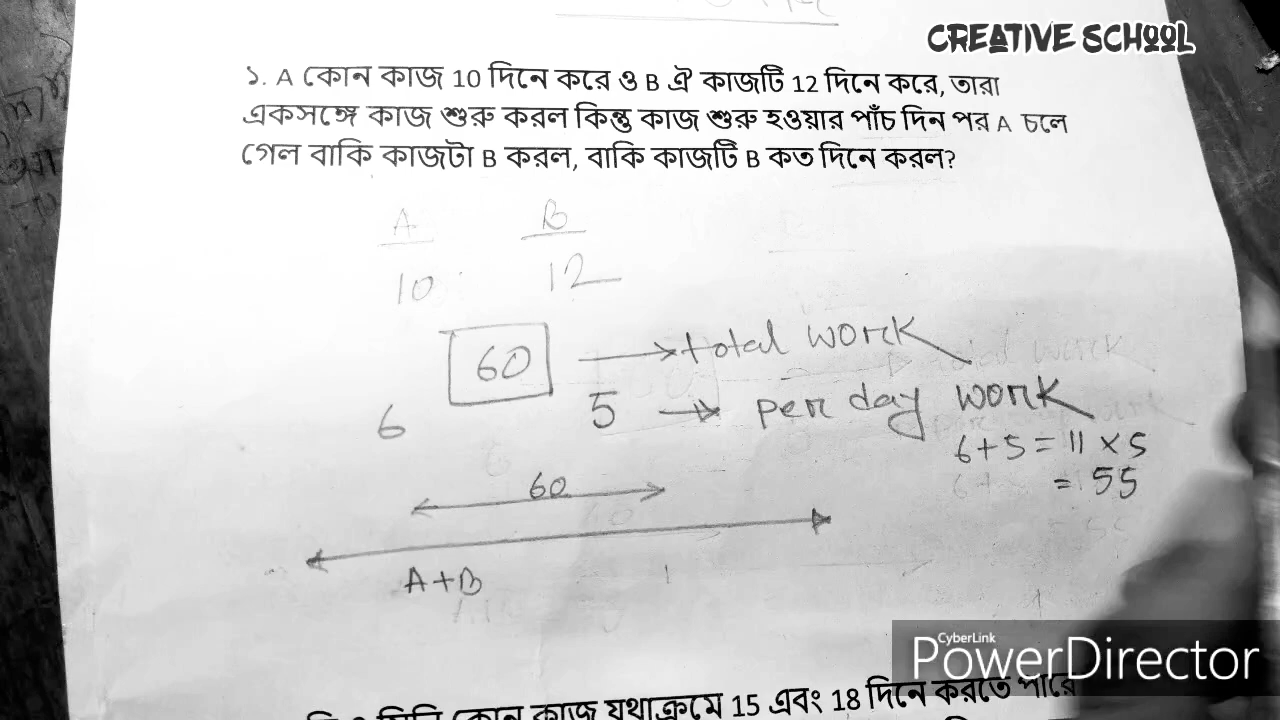 CREATIVE SCHOOL
১. A কোন কাজ 10 দিনে করে ও B ঐ কাজটি 12 দিনে করে, তারা
একসঙ্গে কাজ শুরু করল কিন্তু কাজ শুরু হওয়ার পাঁচ দিন পর A চলে
গেল বাকি কাজটা B করল, বাকি কাজটি B কত দিনে করল?
A B
10 12
60 → total work
6 5 → per day work
6+5 = 11 × 5
= 55
60
A+B
CyberLink
PowerDirector
কোন কাজ যথাক্রমে 15 এবং 18 দিনে করতে পারে